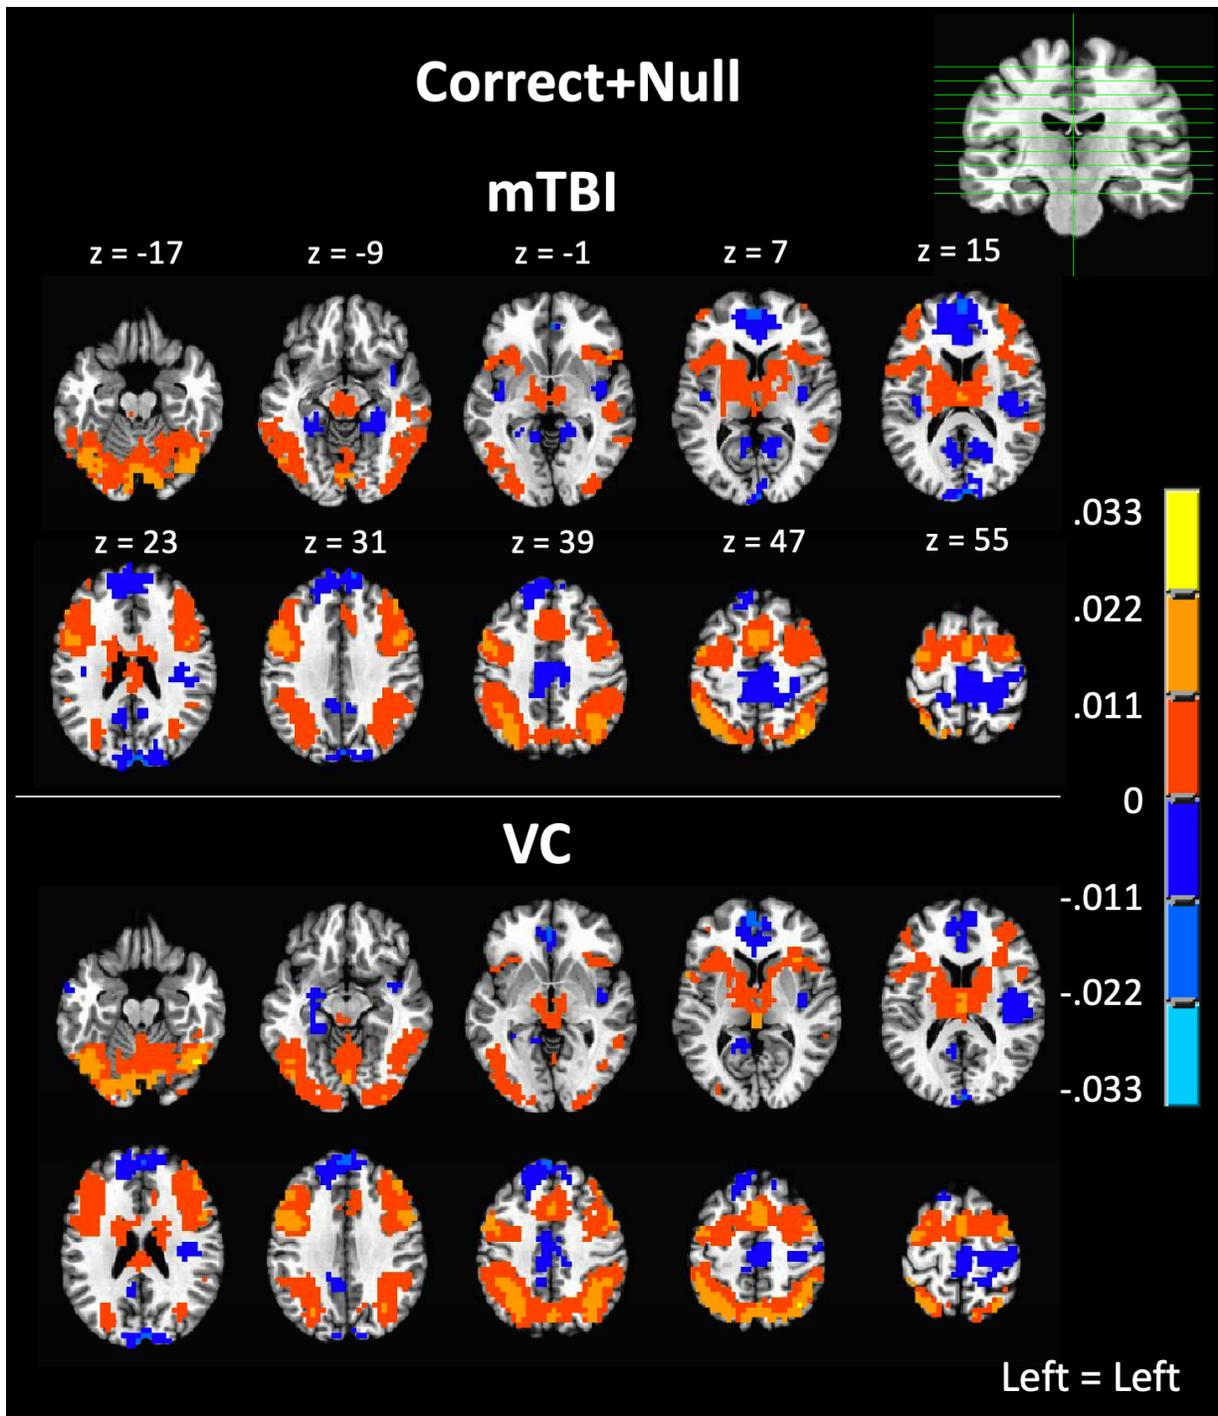 Correct+Null
mTBI
z = -17 z = -9 z = -1 z = 7 z = 15
z = 23 z = 31 z = 39 z = 47 z = 55
.033
.022
.011
0
-.011
-.022
-.033
VC
Left = Left